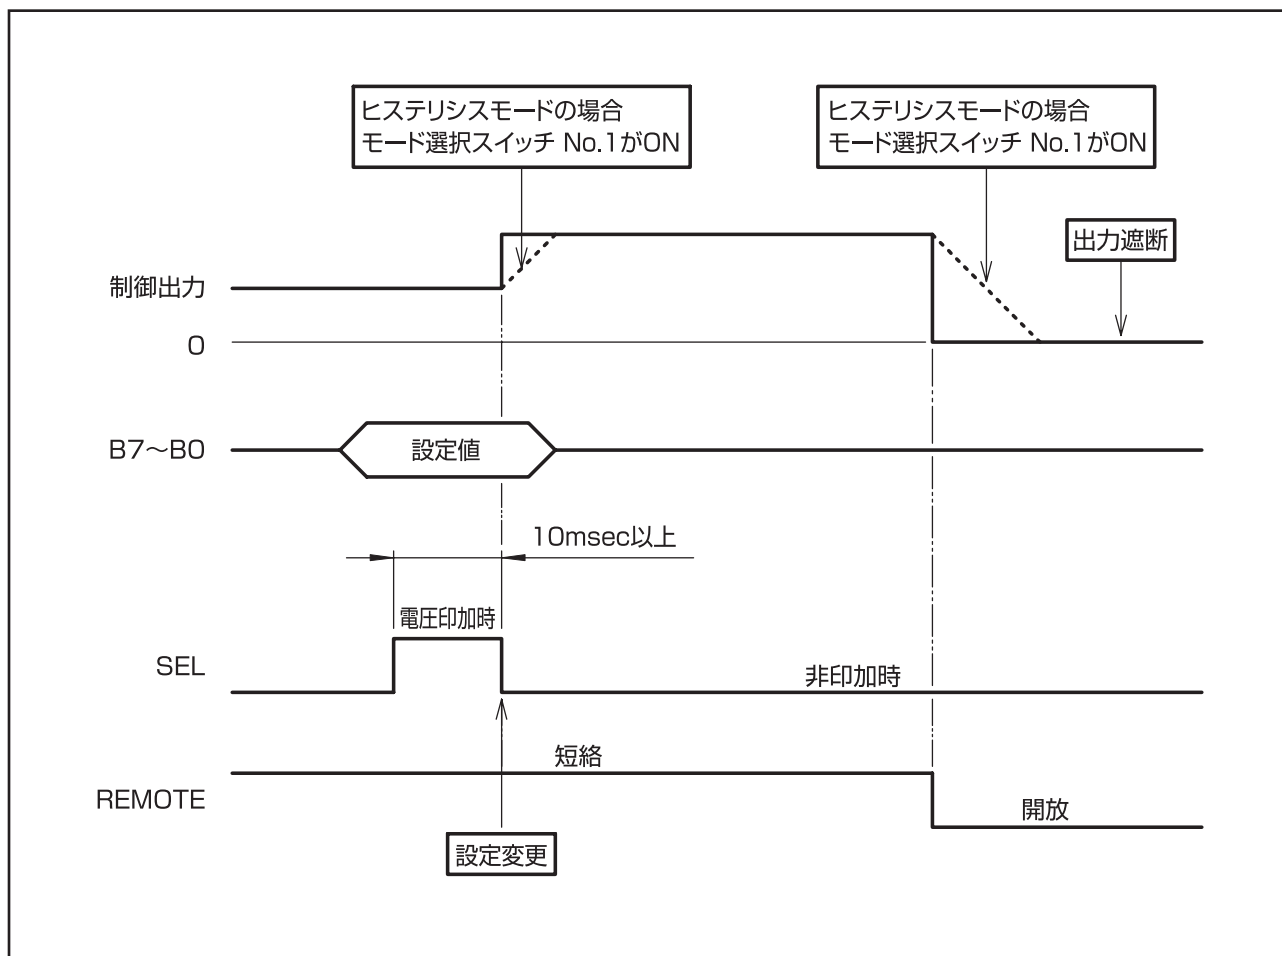 ヒステリシスモードの場合
モード選択スイッチ No.1がON
ヒステリシスモードの場合
モード選択スイッチ No.1がON
出力遮断
制御出力
0
B7～B0
設定値
10msec以上
電圧印加時
SEL
非印加時
短絡
REMOTE
開放
設定変更